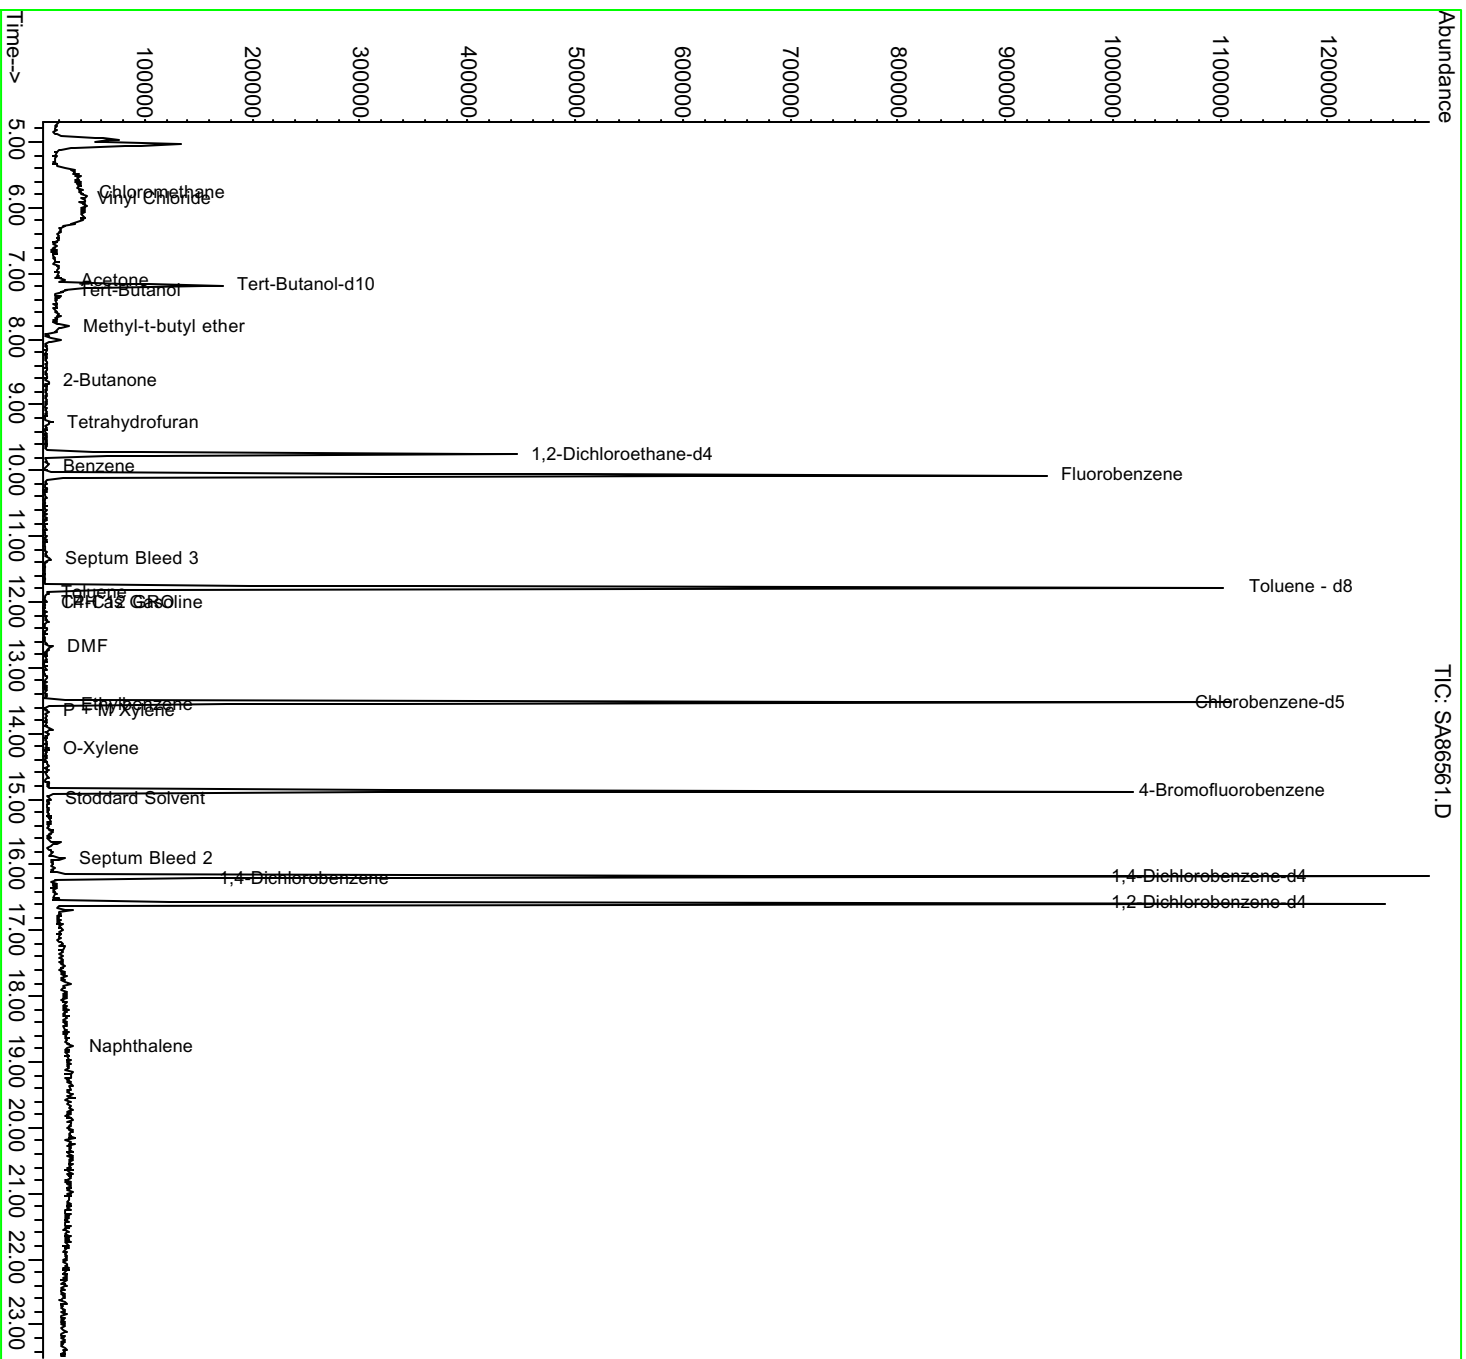 Abundance
TIC: SA86561.D
1200000
1100000
1000000
900000
800000
700000
600000
500000
400000
300000
200000
100000
Time-->
5.00
6.00
7.00
8.00
9.00
10.00
11.00
12.00
13.00
14.00
15.00
16.00
17.00
18.00
19.00
20.00
21.00
22.00
23.00
Chloromethane
Vinyl Chloride
Acetone
Tert-Butanol
Tert-Butanol-d10
Methyl-t-butyl ether
2-Butanone
Tetrahydrofuran
1,2-Dichloroethane-d4
Benzene
Fluorobenzene
Septum Bleed 3
Toluene - d8
Toluene
GRO
Gasoline
DMF
Chlorobenzene-d5
Ethylbenzene
P + M Xylene
O-Xylene
4-Bromofluorobenzene
Stoddard Solvent
Septum Bleed 2
1,4-Dichlorobenzene-d4
1,4-Dichlorobenzene
1,2-Dichlorobenzene-d4
Naphthalene